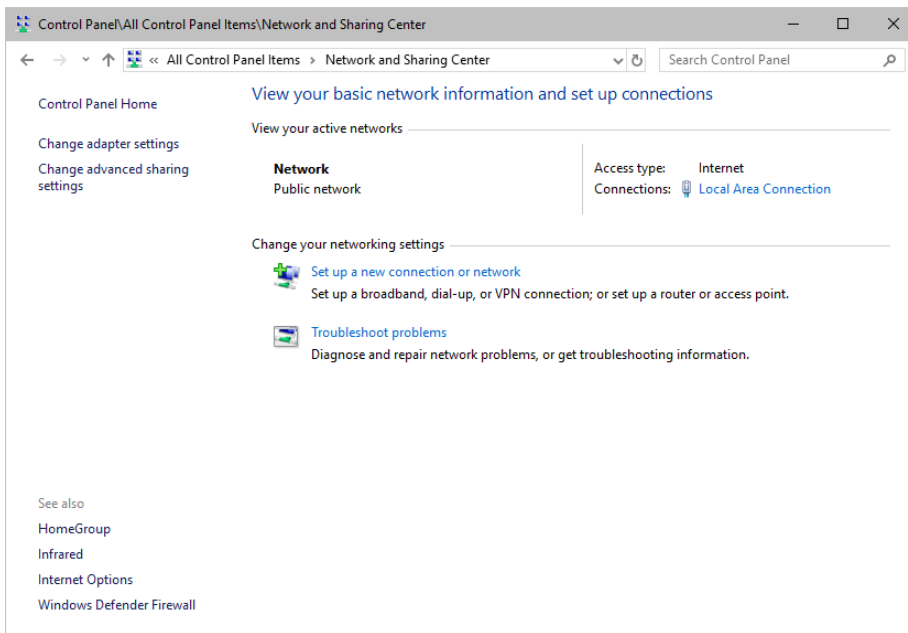 Control Panel\All Control Panel Items\Network and Sharing Center
« All Control Panel Items › Network and Sharing Center
Search Control Panel
Control Panel Home
Change adapter settings
Change advanced sharing
settings
View your basic network information and set up connections
View your active networks
Network
Public network
Access type: Internet
Connections: Local Area Connection
Change your networking settings
Set up a new connection or network
Set up a broadband, dial-up, or VPN connection; or set up a router or access point.
Troubleshoot problems
Diagnose and repair network problems, or get troubleshooting information.
See also
HomeGroup
Infrared
Internet Options
Windows Defender Firewall